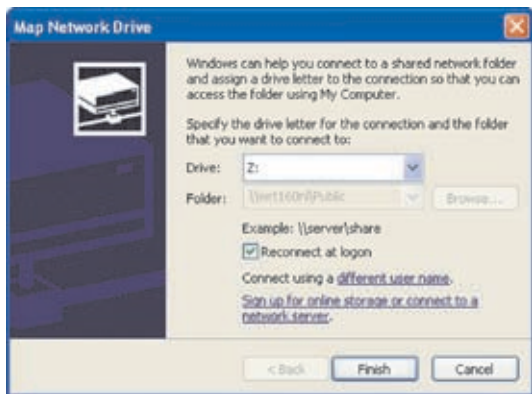 Map Network Drive
Windows can help you connect to a shared network folder
and assign a drive letter to the connection so that you can
access the folder using My Computer.
Specify the drive letter for the connection and the folder
that you want to connect to:
Drive: Z:
Folder: Browse...
Example: \\server\share
Reconnect at logon
Connect using a different user name.
Sign up for online storage or connect to a
network server.
< Back Finish Cancel